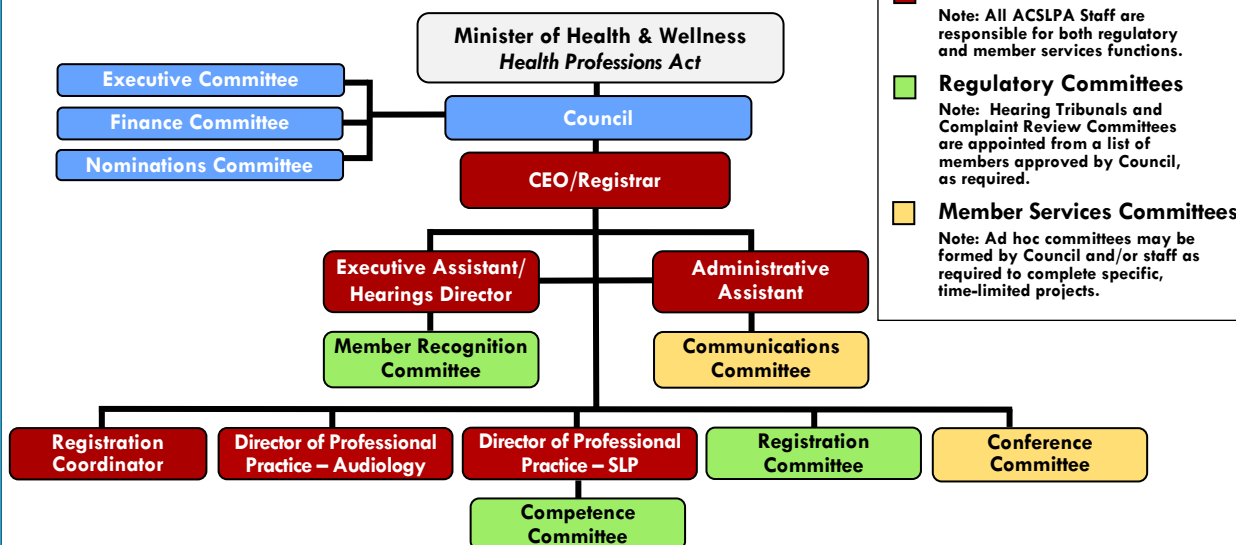 Minister of Health & Wellness
Health Professions Act
Executive Committee
Finance Committee
Nominations Committee
Council
CEO/Registrar
Executive Assistant/
Hearings Director
Administrative
Assistant
Member Recognition
Committee
Communications
Committee
Registration
Coordinator
Director of Professional
Practice – Audiology
Director of Professional
Practice – SLP
Registration
Committee
Conference
Committee
Competence
Committee
Note: All ACSLPA Staff are
responsible for both regulatory
and member services functions.
Regulatory Committees
Note: Hearing Tribunals and
Complaint Review Committees
are appointed from a list of
members approved by Council,
as required.
Member Services Committees
Note: Ad hoc committees may be
formed by Council and/or staff as
required to complete specific,
time-limited projects.